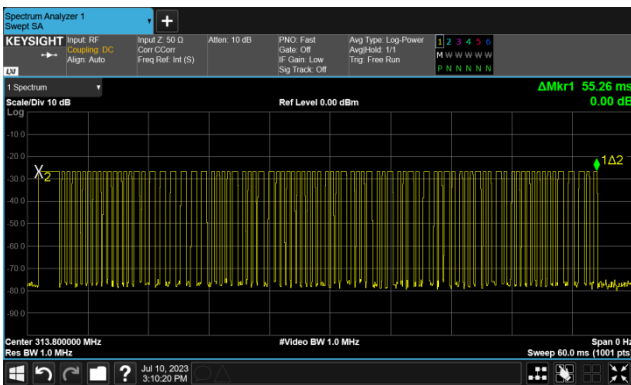 Spectrum Analyzer 1
Swept SA
+
KEYSIGHT
Input: RF
Coupling: DC
Align: Auto
Input Z: 50 Ω
Corr CCorr
Freq Ref: Int (S)
Atten: 10 dB
PNO: Fast
Gate: Off
IF Gain: Low
Sig Track: Off
Avg Type: Log-Power
Avg|Hold: 1/1
Trig: Free Run
1 2 3 4 5 6
M W W W W W
P N N N N N
LXI
1 Spectrum
ΔMkr1 55.26 ms
0.00 dB
Scale/Div 10 dB
Ref Level 0.00 dBm
Log
-10.0
-20.0
-30.0
-40.0
-50.0
-60.0
-70.0
-80.0
-90.0
X2
1Δ2
Center 313.800000 MHz
#Video BW 1.0 MHz
Span 0 Hz
Res BW 1.0 MHz
Sweep 60.0 ms (1001 pts)
?
Jul 10, 2023
3:10:20 PM